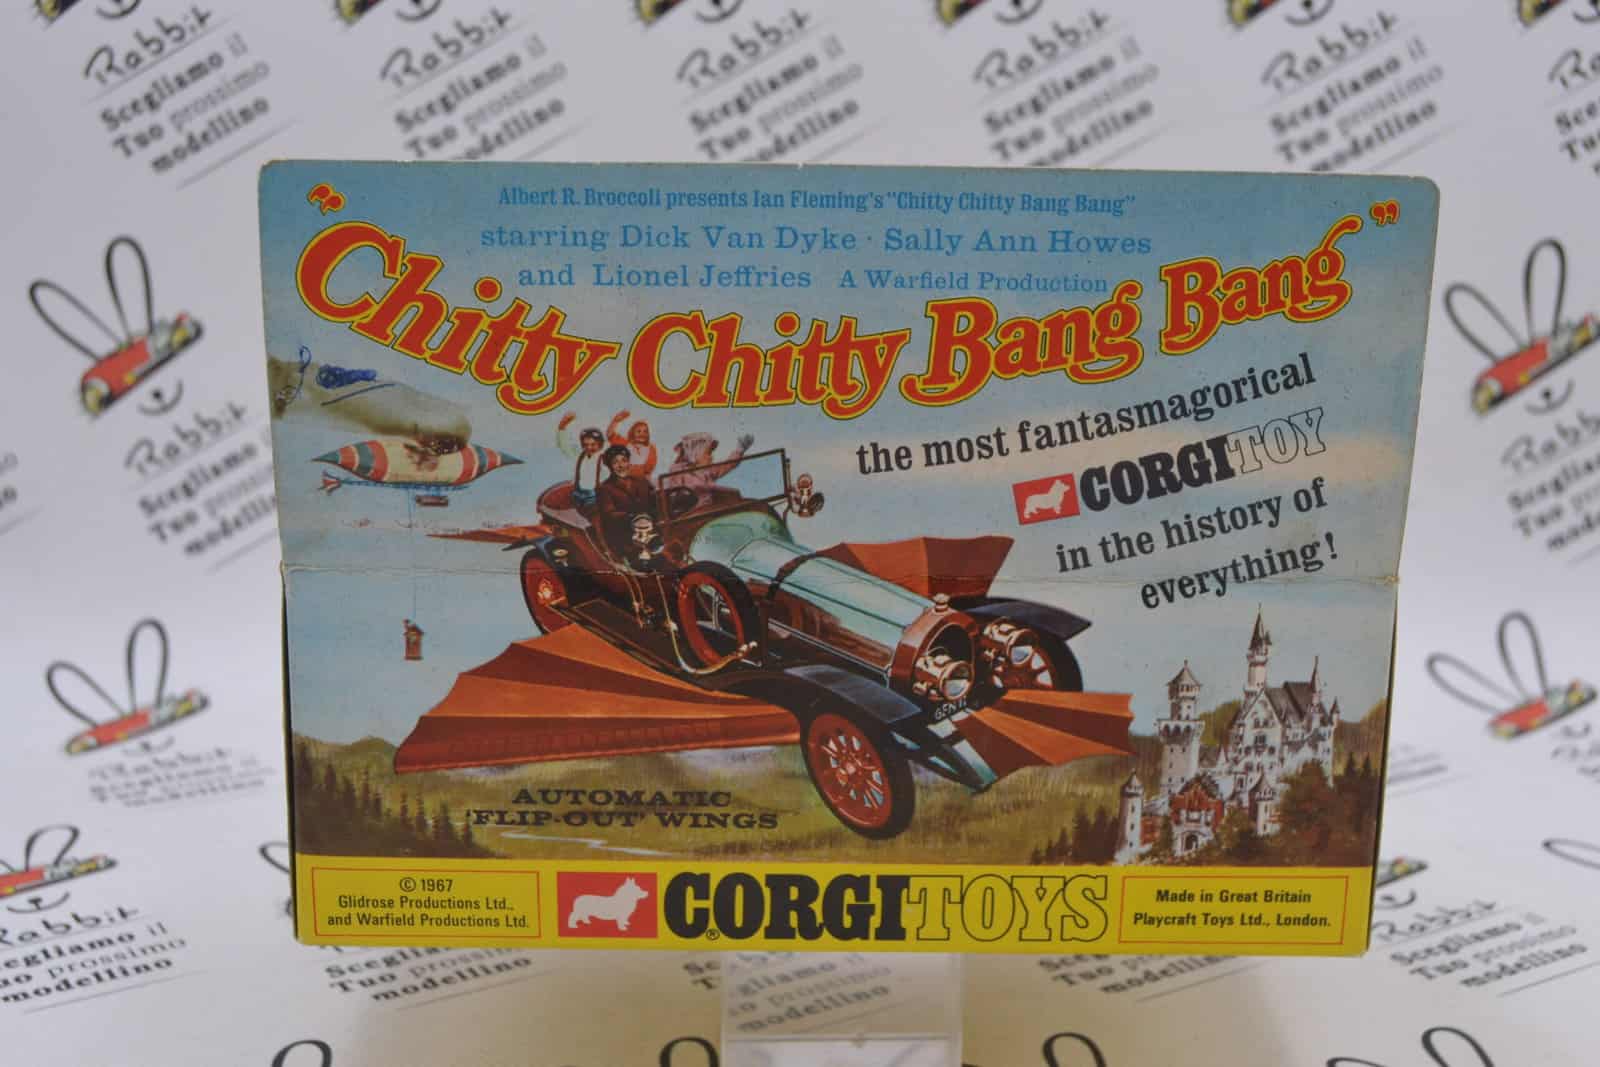 Rabbit
Scegliamo il
Tuo prossimo
modellino
Albert R. Broccoli presents Ian Fleming's "Chitty Chitty Bang Bang"
starring Dick Van Dyke · Sally Ann Howes
and Lionel Jeffries A Warfield Production
"Chitty Chitty Bang Bang"
the most fantasmagorical
CORGI TOY
in the history of
everything!
GEN 11
AUTOMATIC
'FLIP-OUT' WINGS
© 1967
Glidrose Productions Ltd.,
and Warfield Productions Ltd.
CORGI TOYS
®
Made in Great Britain
Playcraft Toys Ltd., London.